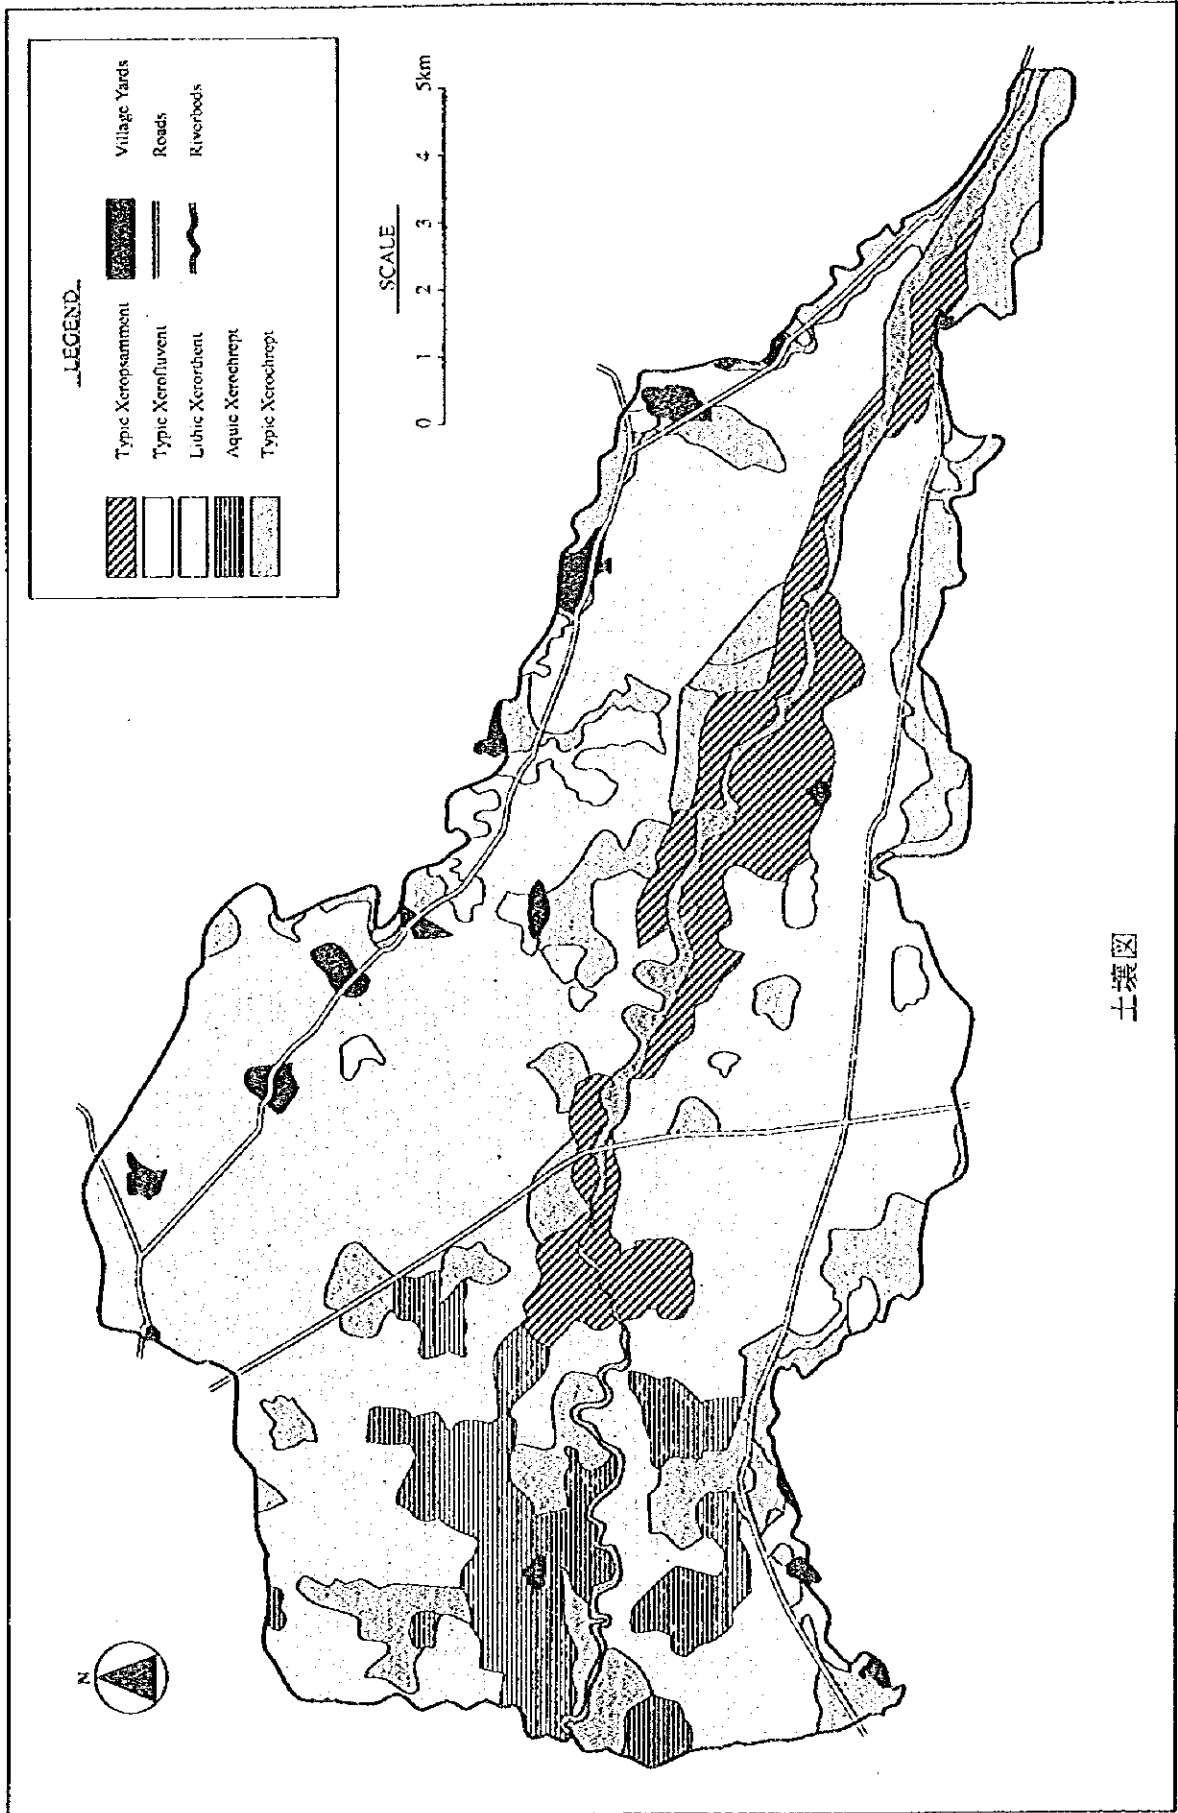 LEGEND
Typic Xeropsamment
Typic Xerofluvent
Lithic Xerorthent
Aquic Xerochrept
Typic Xerochrept
Village Yards
Roads
Riverbeds
SCALE
0 1 2 3 4 5km
N
土壌図